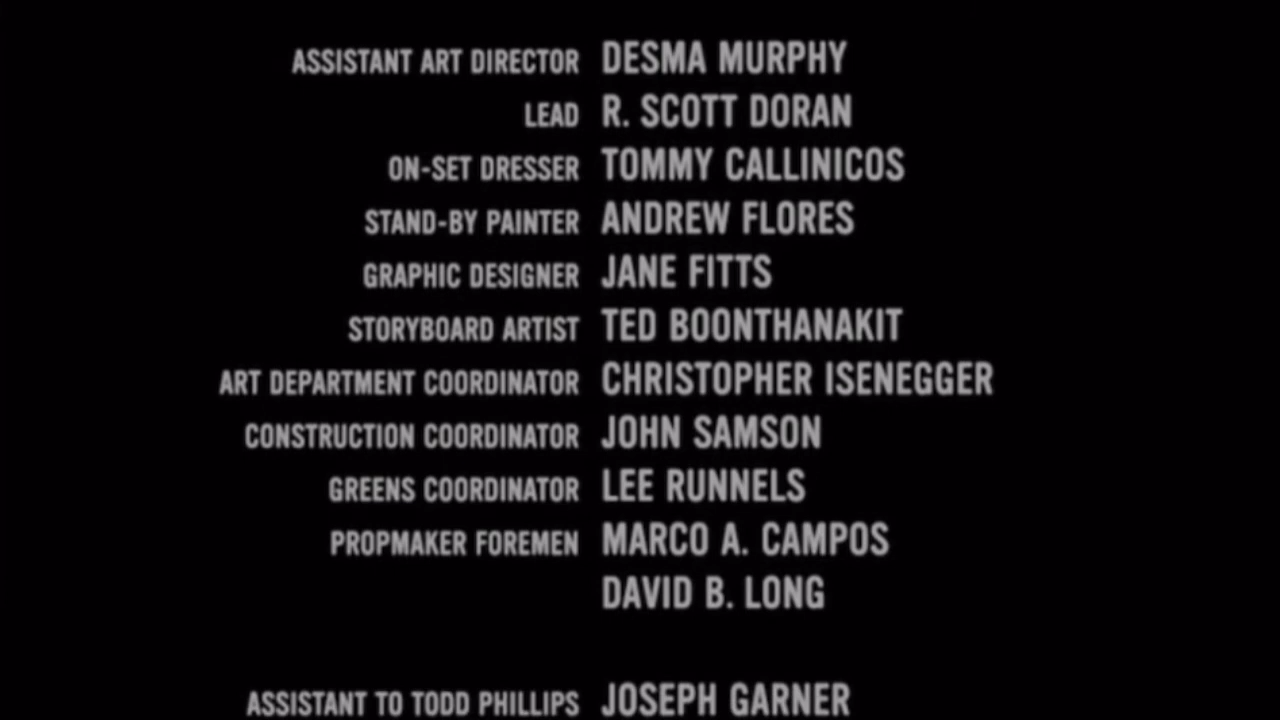 ASSISTANT ART DIRECTOR DESMA MURPHY
LEAD R. SCOTT DORAN
ON-SET DRESSER TOMMY CALLINICOS
STAND-BY PAINTER ANDREW FLORES
GRAPHIC DESIGNER JANE FITTS
STORYBOARD ARTIST TED BOONTHANAKIT
ART DEPARTMENT COORDINATOR CHRISTOPHER ISENEGGER
CONSTRUCTION COORDINATOR JOHN SAMSON
GREENS COORDINATOR LEE RUNNELS
PROPMAKER FOREMEN MARCO A. CAMPOS
DAVID B. LONG
ASSISTANT TO TODD PHILLIPS JOSEPH GARNER